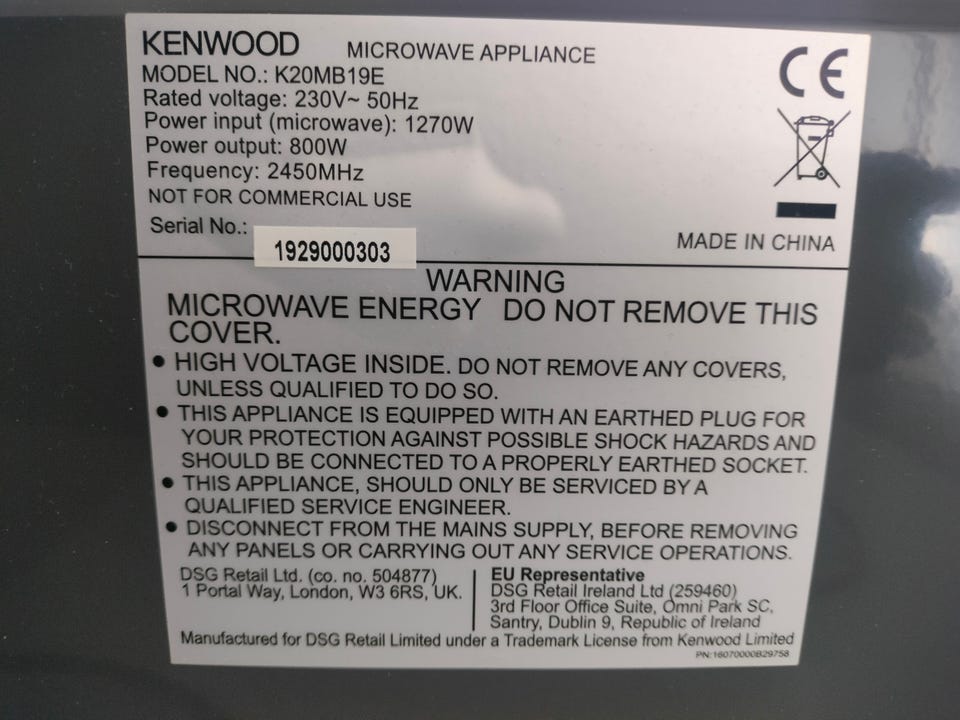 KENWOOD MICROWAVE APPLIANCE
MODEL NO.: K20MB19E
Rated voltage: 230V~ 50Hz
Power input (microwave): 1270W
Power output: 800W
Frequency: 2450MHz
NOT FOR COMMERCIAL USE
Serial No.: 1929000303
CE
MADE IN CHINA
WARNING
MICROWAVE ENERGY DO NOT REMOVE THIS
COVER.
• HIGH VOLTAGE INSIDE. DO NOT REMOVE ANY COVERS,
UNLESS QUALIFIED TO DO SO.
• THIS APPLIANCE IS EQUIPPED WITH AN EARTHED PLUG FOR
YOUR PROTECTION AGAINST POSSIBLE SHOCK HAZARDS AND
SHOULD BE CONNECTED TO A PROPERLY EARTHED SOCKET.
• THIS APPLIANCE, SHOULD ONLY BE SERVICED BY A
QUALIFIED SERVICE ENGINEER.
• DISCONNECT FROM THE MAINS SUPPLY, BEFORE REMOVING
ANY PANELS OR CARRYING OUT ANY SERVICE OPERATIONS.
DSG Retail Ltd. (co. no. 504877)
1 Portal Way, London, W3 6RS, UK.
EU Representative
DSG Retail Ireland Ltd (259460)
3rd Floor Office Suite, Omni Park SC,
Santry, Dublin 9, Republic of Ireland
Manufactured for DSG Retail Limited under a Trademark License from Kenwood Limited
PN:16070000B29758